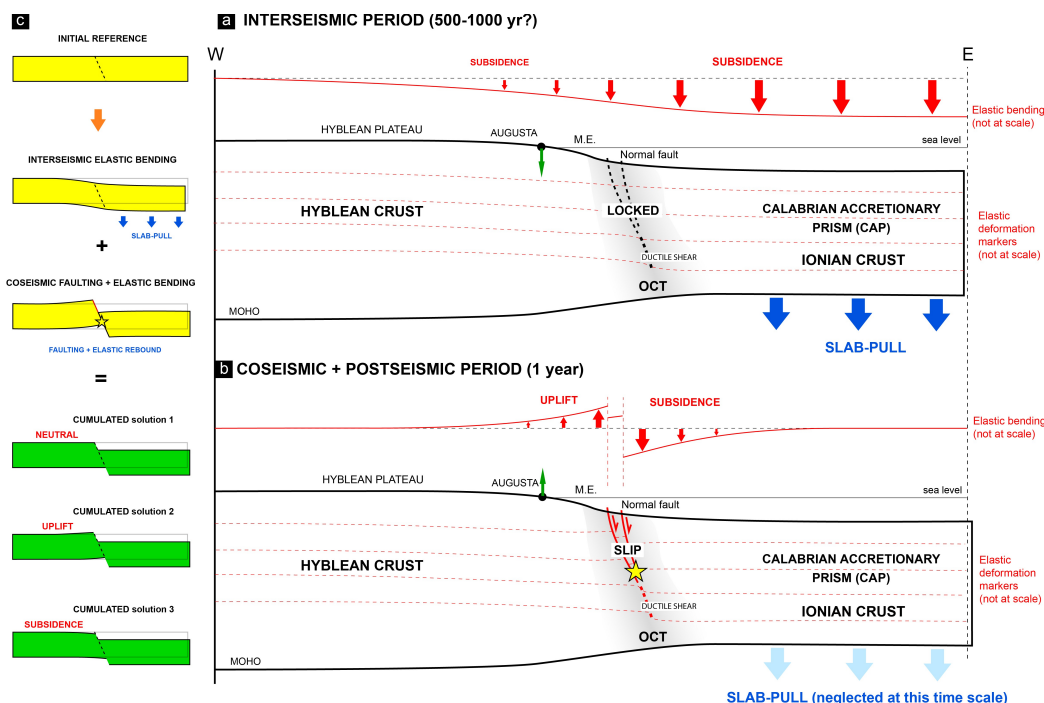 c
INITIAL REFERENCE
INTERSEISMIC ELASTIC BENDING
SLAB-PULL
+
COSEISMIC FAULTING + ELASTIC BENDING
FAULTING + ELASTIC REBOUND
=
CUMULATED solution 1
NEUTRAL
CUMULATED solution 2
UPLIFT
CUMULATED solution 3
SUBSIDENCE
a INTERSEISMIC PERIOD (500-1000 yr?)
W
E
SUBSIDENCE
SUBSIDENCE
Elastic bending
(not at scale)
HYBLEAN PLATEAU
AUGUSTA
M.E.
sea level
Normal fault
HYBLEAN CRUST
LOCKED
CALABRIAN ACCRETIONARY
PRISM (CAP)
Elastic
deformation
markers
(not at scale)
DUCTILE SHEAR
IONIAN CRUST
OCT
MOHO
SLAB-PULL
b COSEISMIC + POSTSEISMIC PERIOD (1 year)
UPLIFT
SUBSIDENCE
Elastic bending
(not at scale)
HYBLEAN PLATEAU
AUGUSTA
M.E.
sea level
Normal fault
SLIP
HYBLEAN CRUST
CALABRIAN ACCRETIONARY
PRISM (CAP)
Elastic
deformation
markers
(not at scale)
DUCTILE SHEAR
IONIAN CRUST
OCT
MOHO
SLAB-PULL (neglected at this time scale)